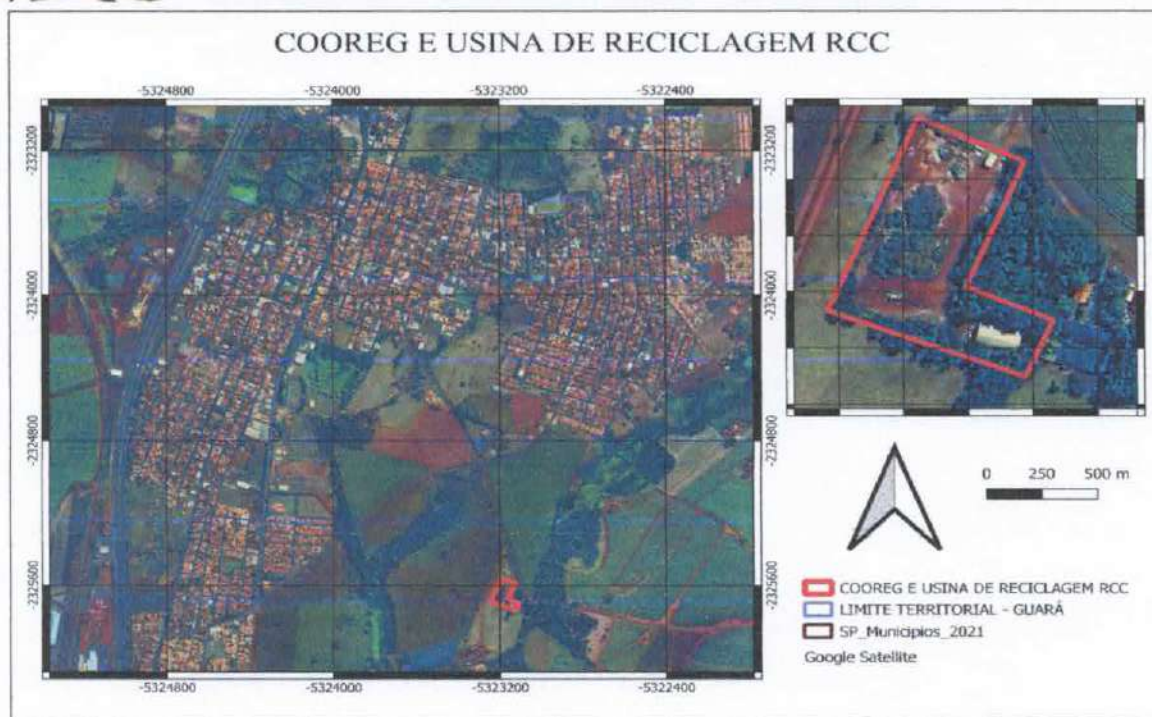 COOREG E USINA DE RECICLAGEM RCC
-5324800 -5324000 -5323200 -5322400
-2323200 -2323200
-2324000 -2324000
-2324800 -2324800
-2325600 -2325600
-5324800 -5324000 -5323200 -5322400
0 250 500 m
COOREG E USINA DE RECICLAGEM RCC
LIMITE TERRITORIAL - GUARÁ
SP_Municipios_2021
Google Satellite